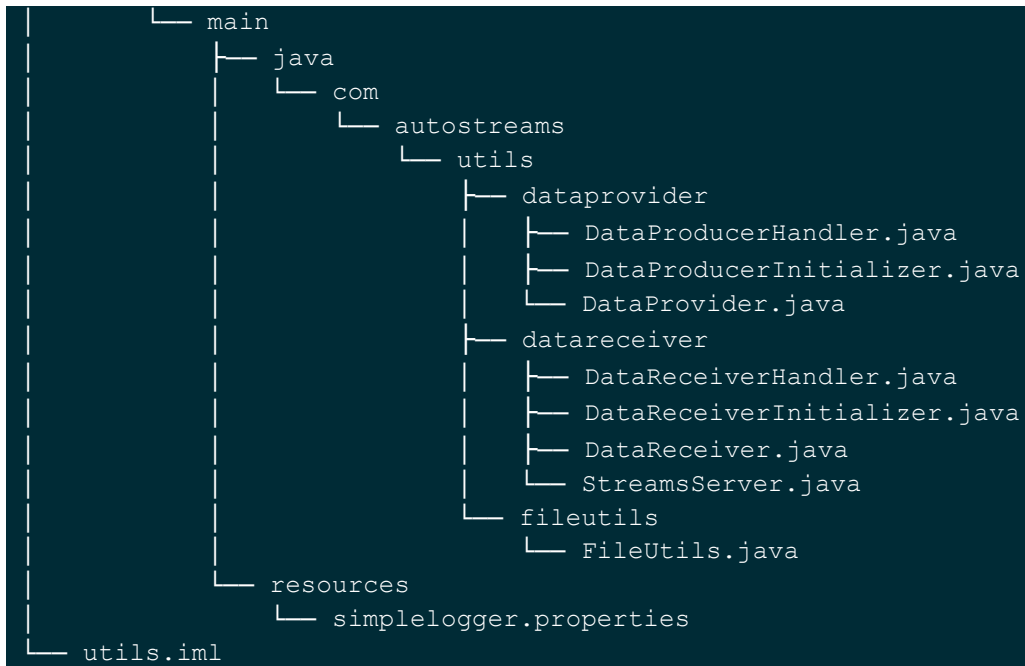 main
java
com
autostreams
utils
dataprovider
DataProducerHandler.java
DataProducerInitializer.java
DataProvider.java
datareceiver
DataReceiverHandler.java
DataReceiverInitializer.java
DataReceiver.java
StreamsServer.java
fileutils
FileUtils.java
resources
simplelogger.properties
utils.iml